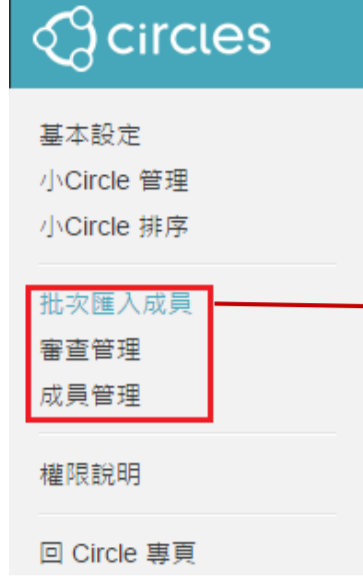 circles
基本設定
小Circle 管理
小Circle 排序
批次匯入成員
審查管理
成員管理
權限說明
回 Circle 專頁